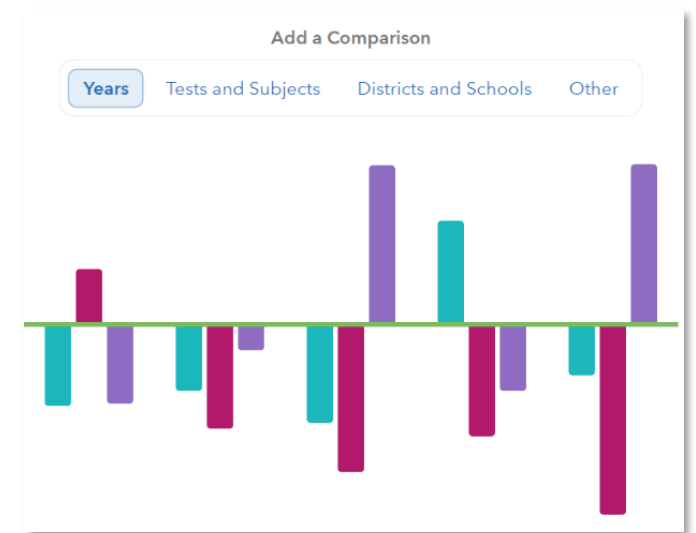 Add a Comparison
Years Tests and Subjects Districts and Schools Other